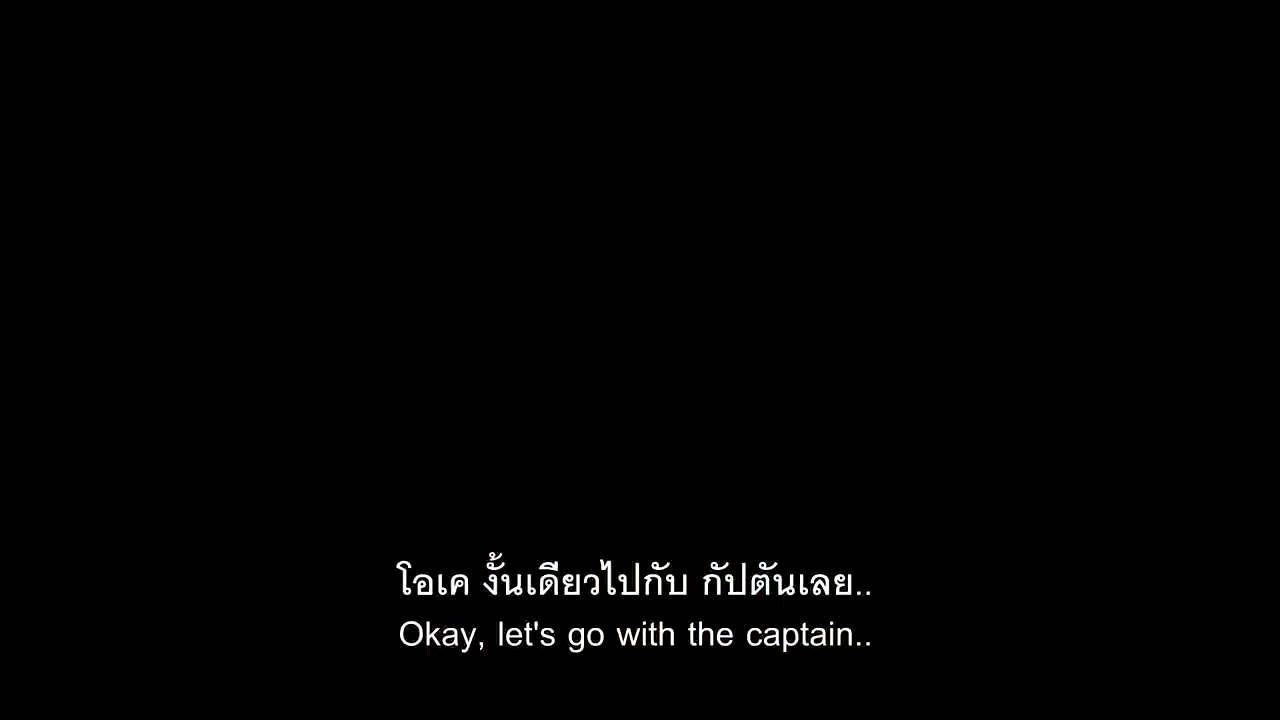 โอเค งั้นเดียวไปกับ กัปตันเลย..
Okay, let's go with the captain..